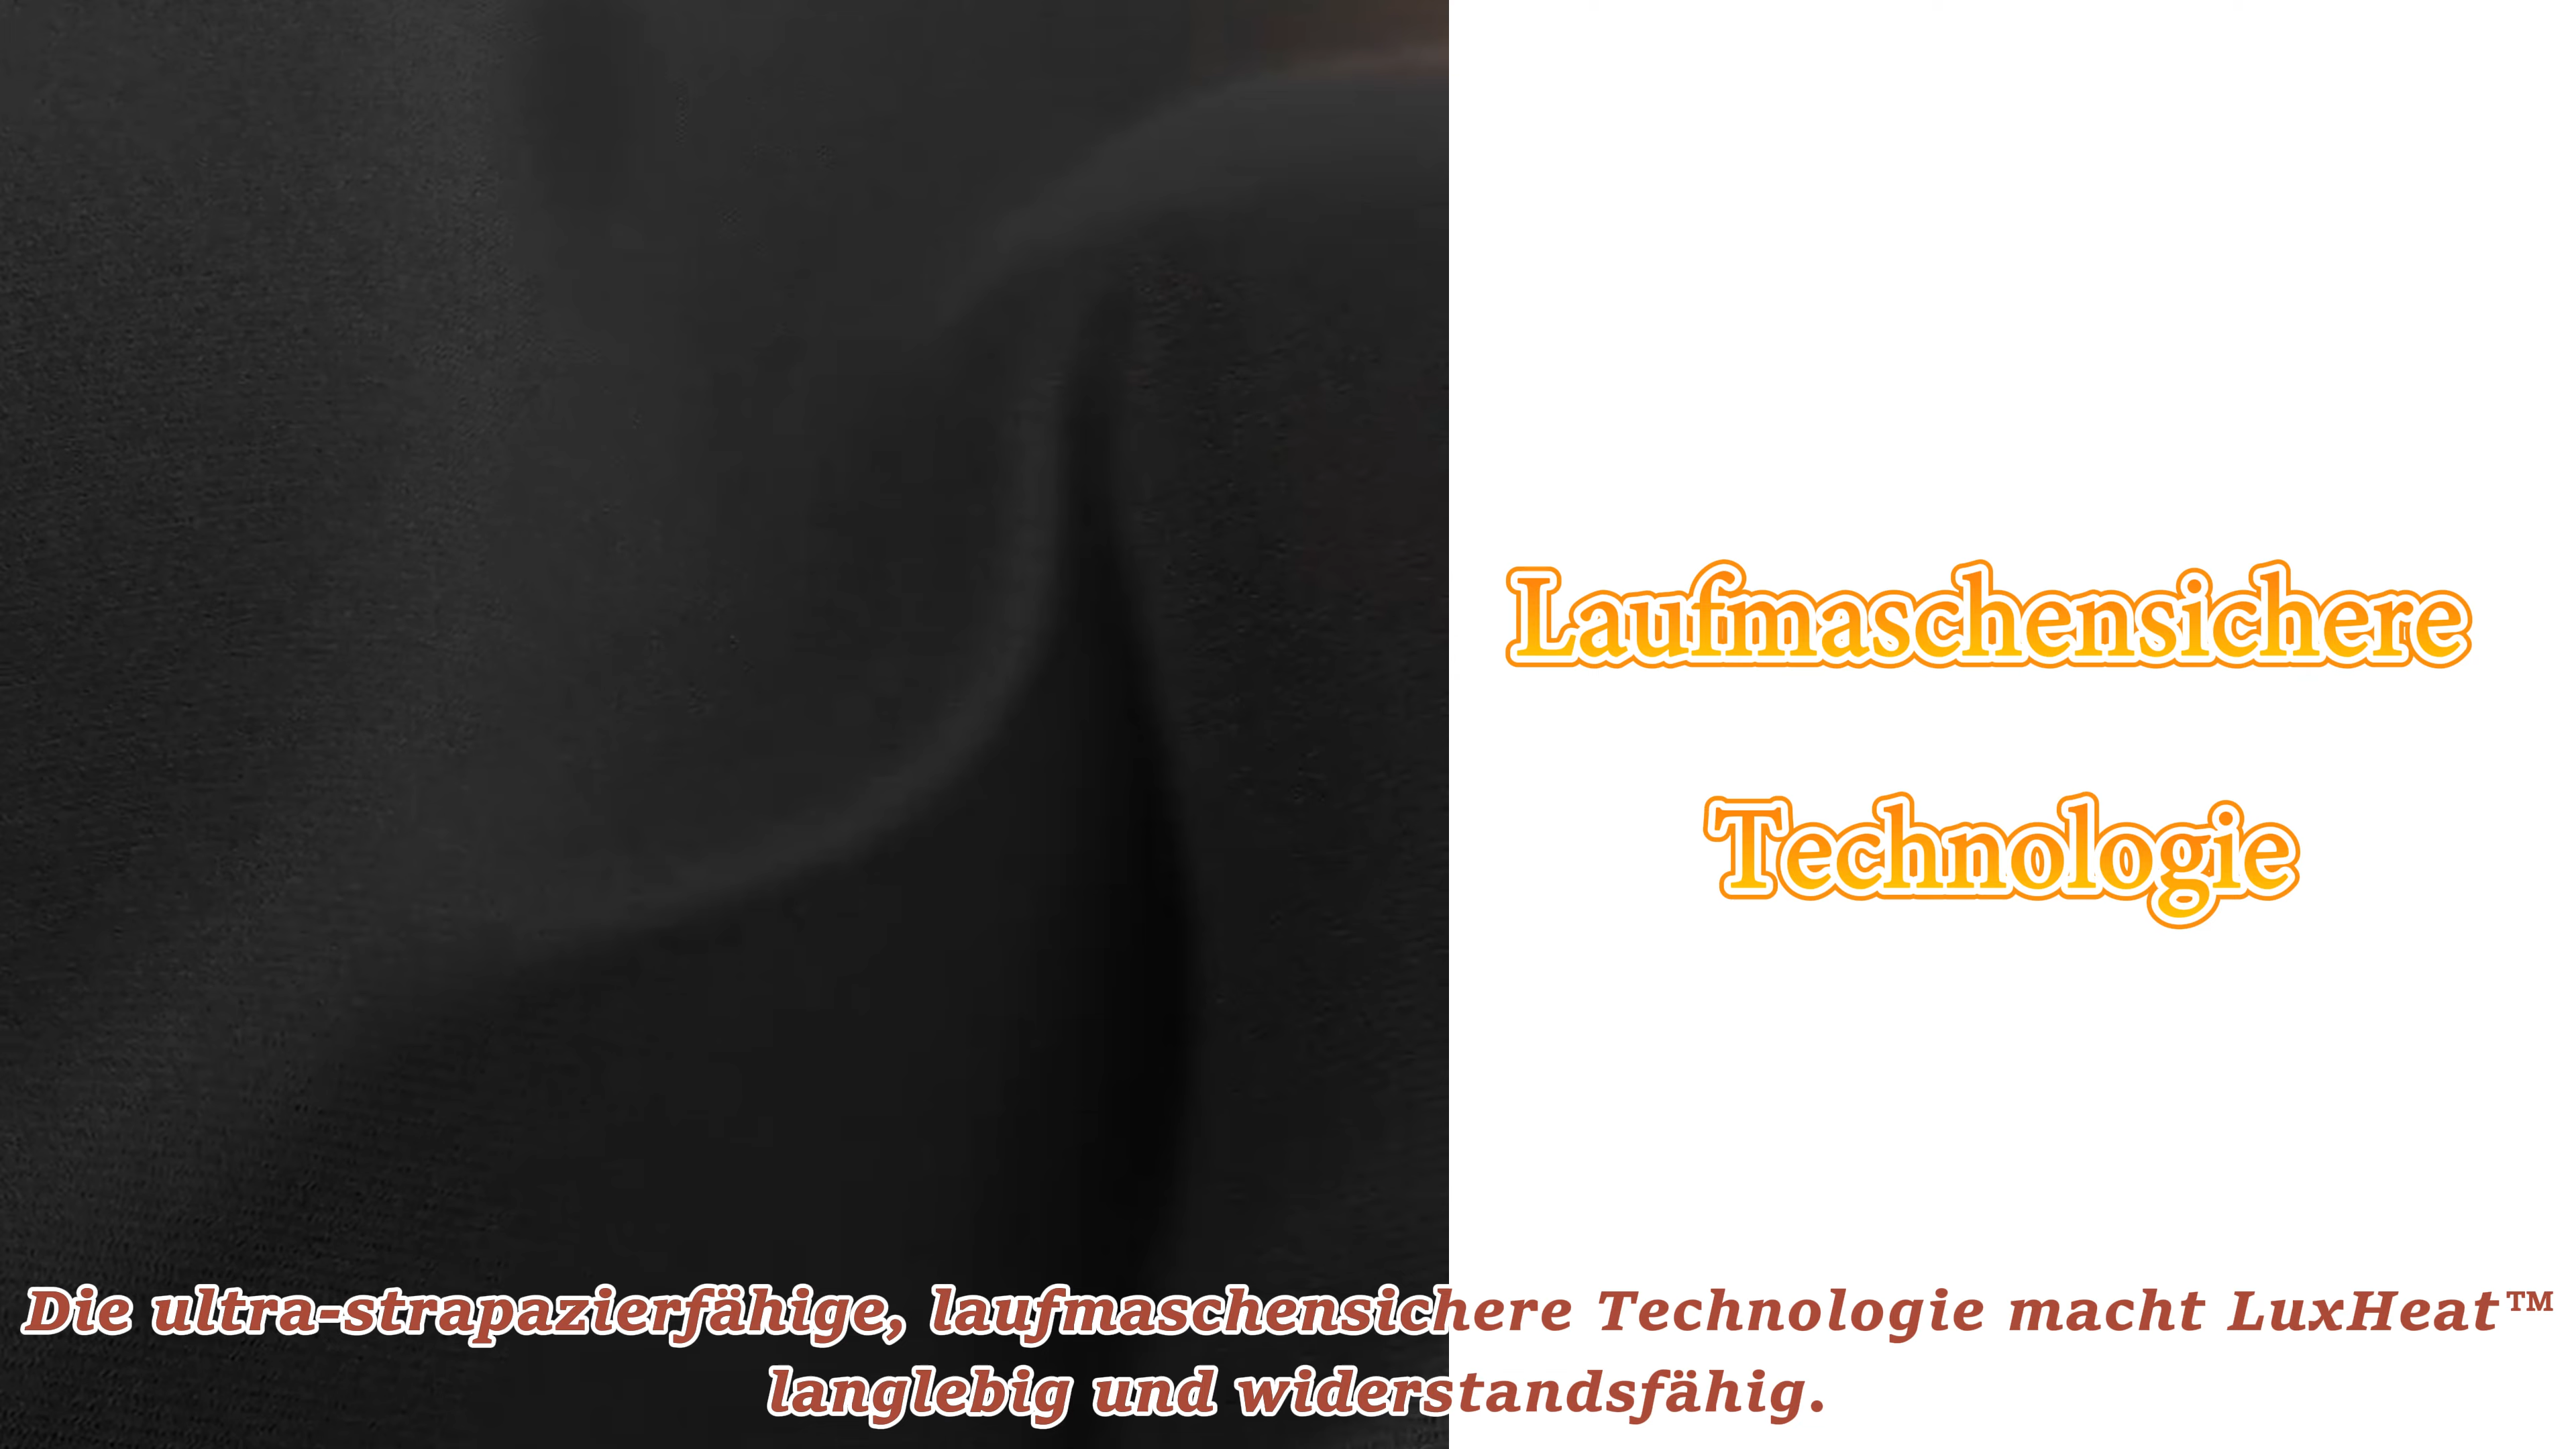 Laufmaschensichere
Technologie
Die ultra-strapazierfähige, laufmaschensichere Technologie macht LuxHeat™
langlebig und widerstandsfähig.